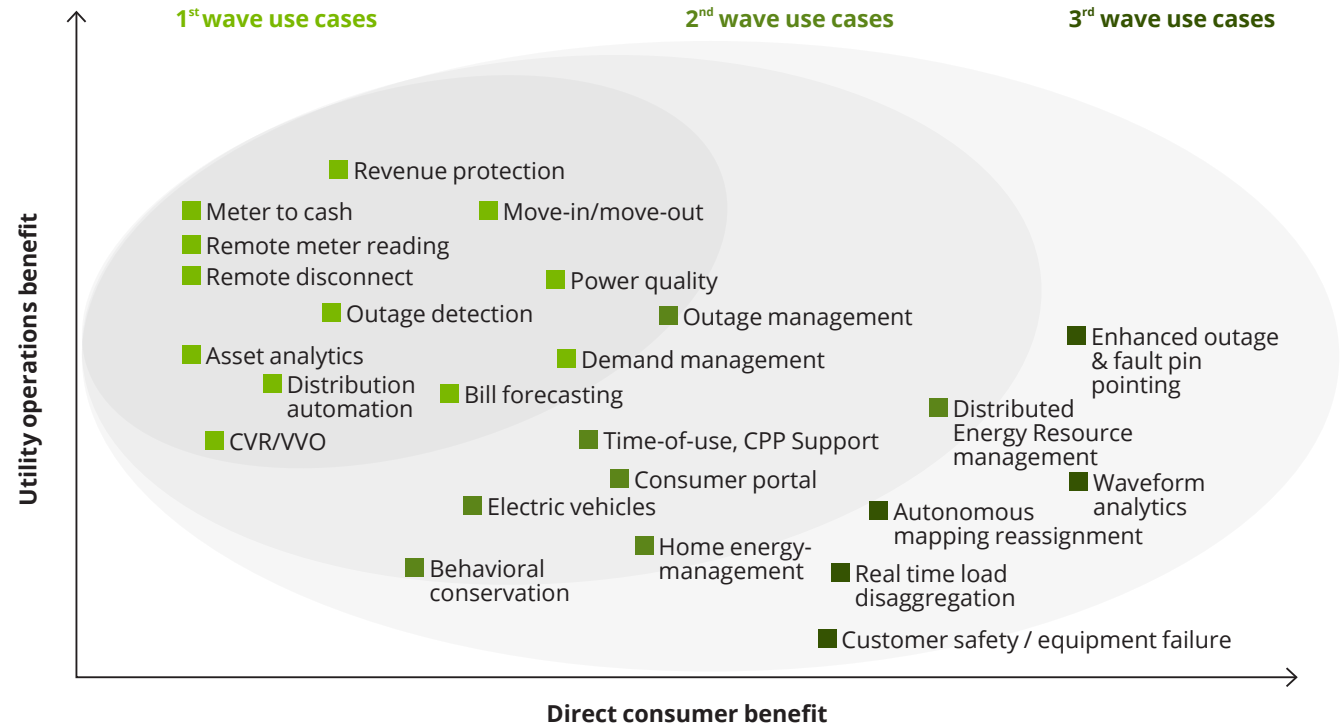 1st wave use cases
2nd wave use cases
3rd wave use cases
Utility operations benefit
Revenue protection
Meter to cash
Move-in/move-out
Remote meter reading
Remote disconnect
Power quality
Outage detection
Outage management
Enhanced outage
& fault pin
pointing
Asset analytics
Demand management
Distribution
automation
Bill forecasting
Distributed
Energy Resource
management
CVR/VVO
Time-of-use, CPP Support
Consumer portal
Waveform
analytics
Electric vehicles
Autonomous
mapping reassignment
Home energy-
management
Behavioral
conservation
Real time load
disaggregation
Customer safety / equipment failure
Direct consumer benefit